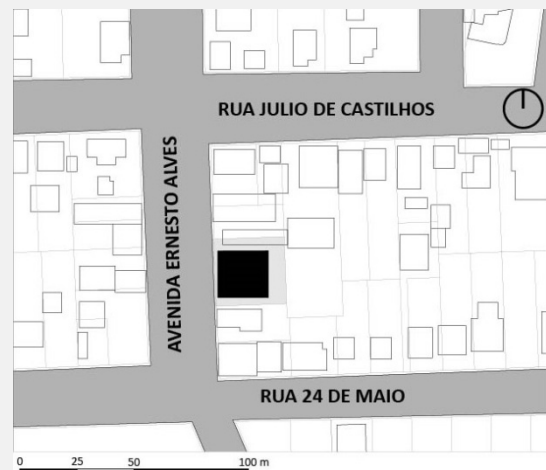 RUA JULIO DE CASTILHOS
AVENIDA ERNESTO ALVES
RUA 24 DE MAIO
0 25 50 100 m